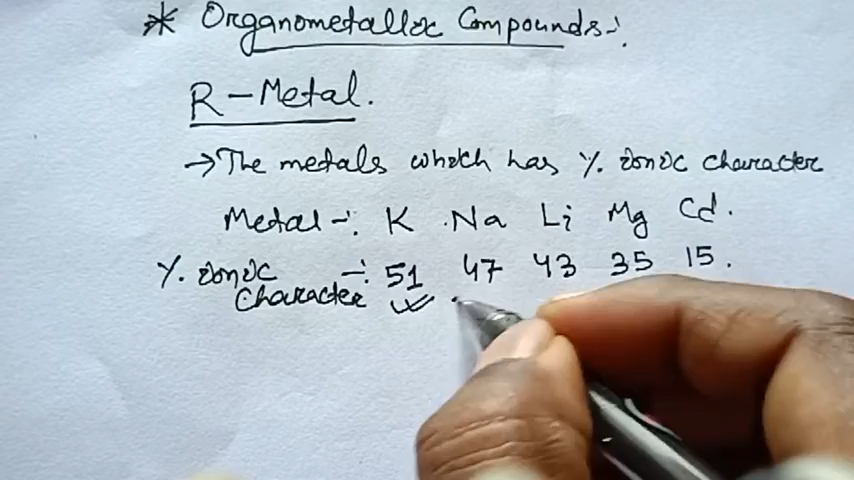 * Organometallic Compounds:-
R-Metal.
→ The metals which has % ionic character
Metal -: K Na Li Mg Cd.
% ionic character -: 51 47 43 35 15.